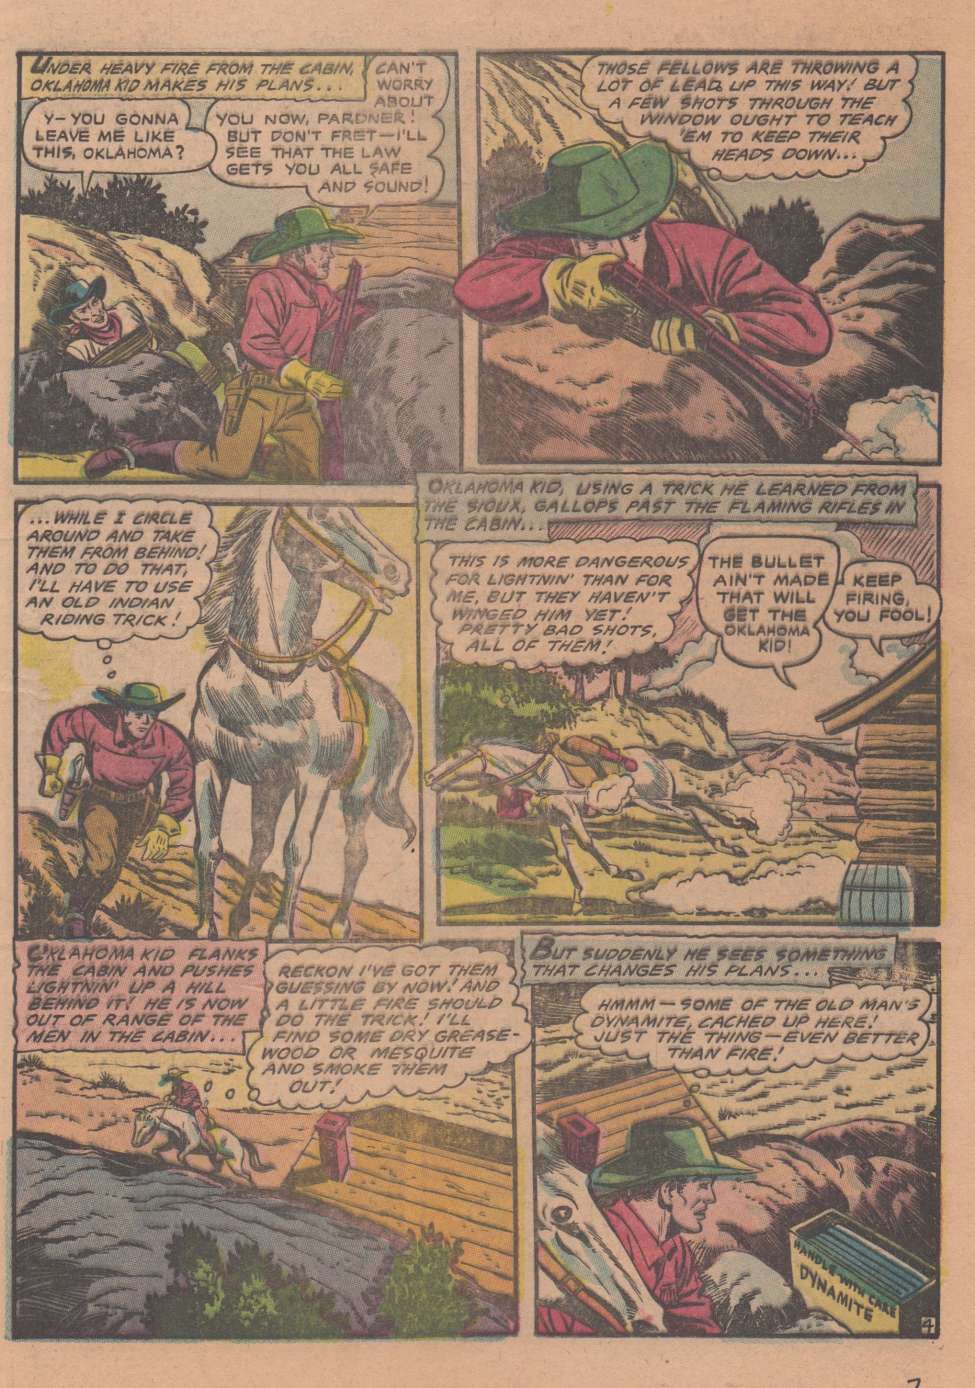 UNDER HEAVY FIRE FROM THE CABIN,
OKLAHOMA KID MAKES HIS PLANS...
Y-YOU GONNA
LEAVE ME LIKE
THIS, OKLAHOMA?
CAN'T
WORRY
ABOUT
YOU NOW, PARDNER!
BUT DON'T FRET—I'LL
SEE THAT THE LAW
GETS YOU ALL SAFE
AND SOUND!
THOSE FELLOWS ARE THROWING A
LOT OF LEAD UP THIS WAY! BUT
A FEW SHOTS THROUGH THE
WINDOW OUGHT TO TEACH
'EM TO KEEP THEIR
HEADS DOWN...
...WHILE I CIRCLE
AROUND AND TAKE
THEM FROM BEHIND!
AND TO DO THAT,
I'LL HAVE TO USE
AN OLD INDIAN
RIDING TRICK!
OKLAHOMA KID, USING A TRICK HE LEARNED FROM
THE SIOUX, GALLOPS PAST THE FLAMING RIFLES IN
THE CABIN...
THIS IS MORE DANGEROUS
FOR LIGHTNIN' THAN FOR
ME, BUT THEY HAVEN'T
WINGED HIM YET!
PRETTY BAD SHOTS,
ALL OF THEM!
THE BULLET
AIN'T MADE
THAT WILL
GET THE
OKLAHOMA
KID!
KEEP
FIRING,
YOU FOOL!
OKLAHOMA KID FLANKS
THE CABIN AND PUSHES
LIGHTNIN' UP A HILL
BEHIND IT! HE IS NOW
OUT OF RANGE OF THE
MEN IN THE CABIN...
RECKON I'VE GOT THEM
GUESSING BY NOW! AND
A LITTLE FIRE SHOULD
DO THE TRICK! I'LL
FIND SOME DRY GREASE-
WOOD OR MESQUITE
AND SMOKE THEM
OUT!
BUT SUDDENLY HE SEES SOMETHING
THAT CHANGES HIS PLANS...
HMMM—SOME OF THE OLD MAN'S
DYNAMITE, CACHED UP HERE!
JUST THE THING—EVEN BETTER
THAN FIRE!
HANDLE WITH CARE
DYNAMITE
4
7